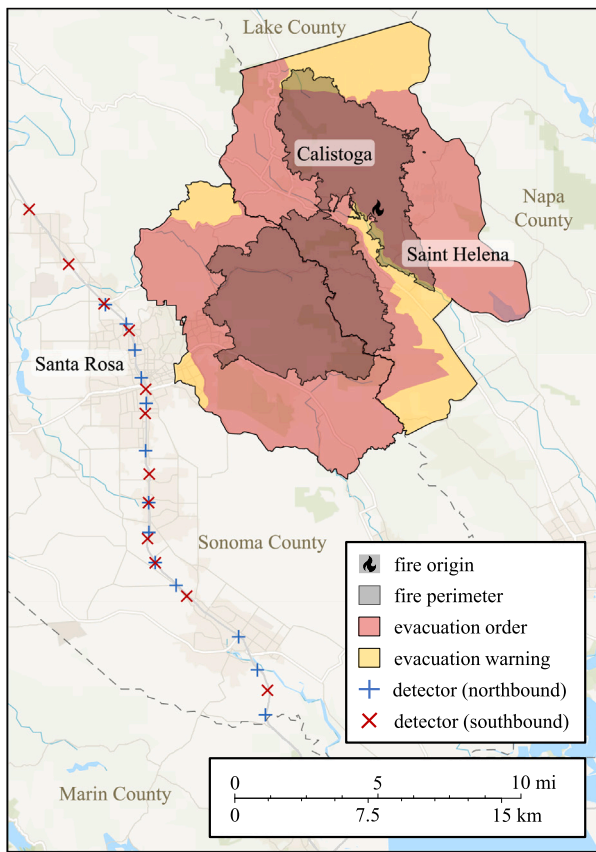 Lake County
Calistoga
Napa
County
Saint Helena
Santa Rosa
Sonoma County
fire origin
fire perimeter
evacuation order
evacuation warning
detector (northbound)
detector (southbound)
Marin County
0 5 10 mi
0 7.5 15 km